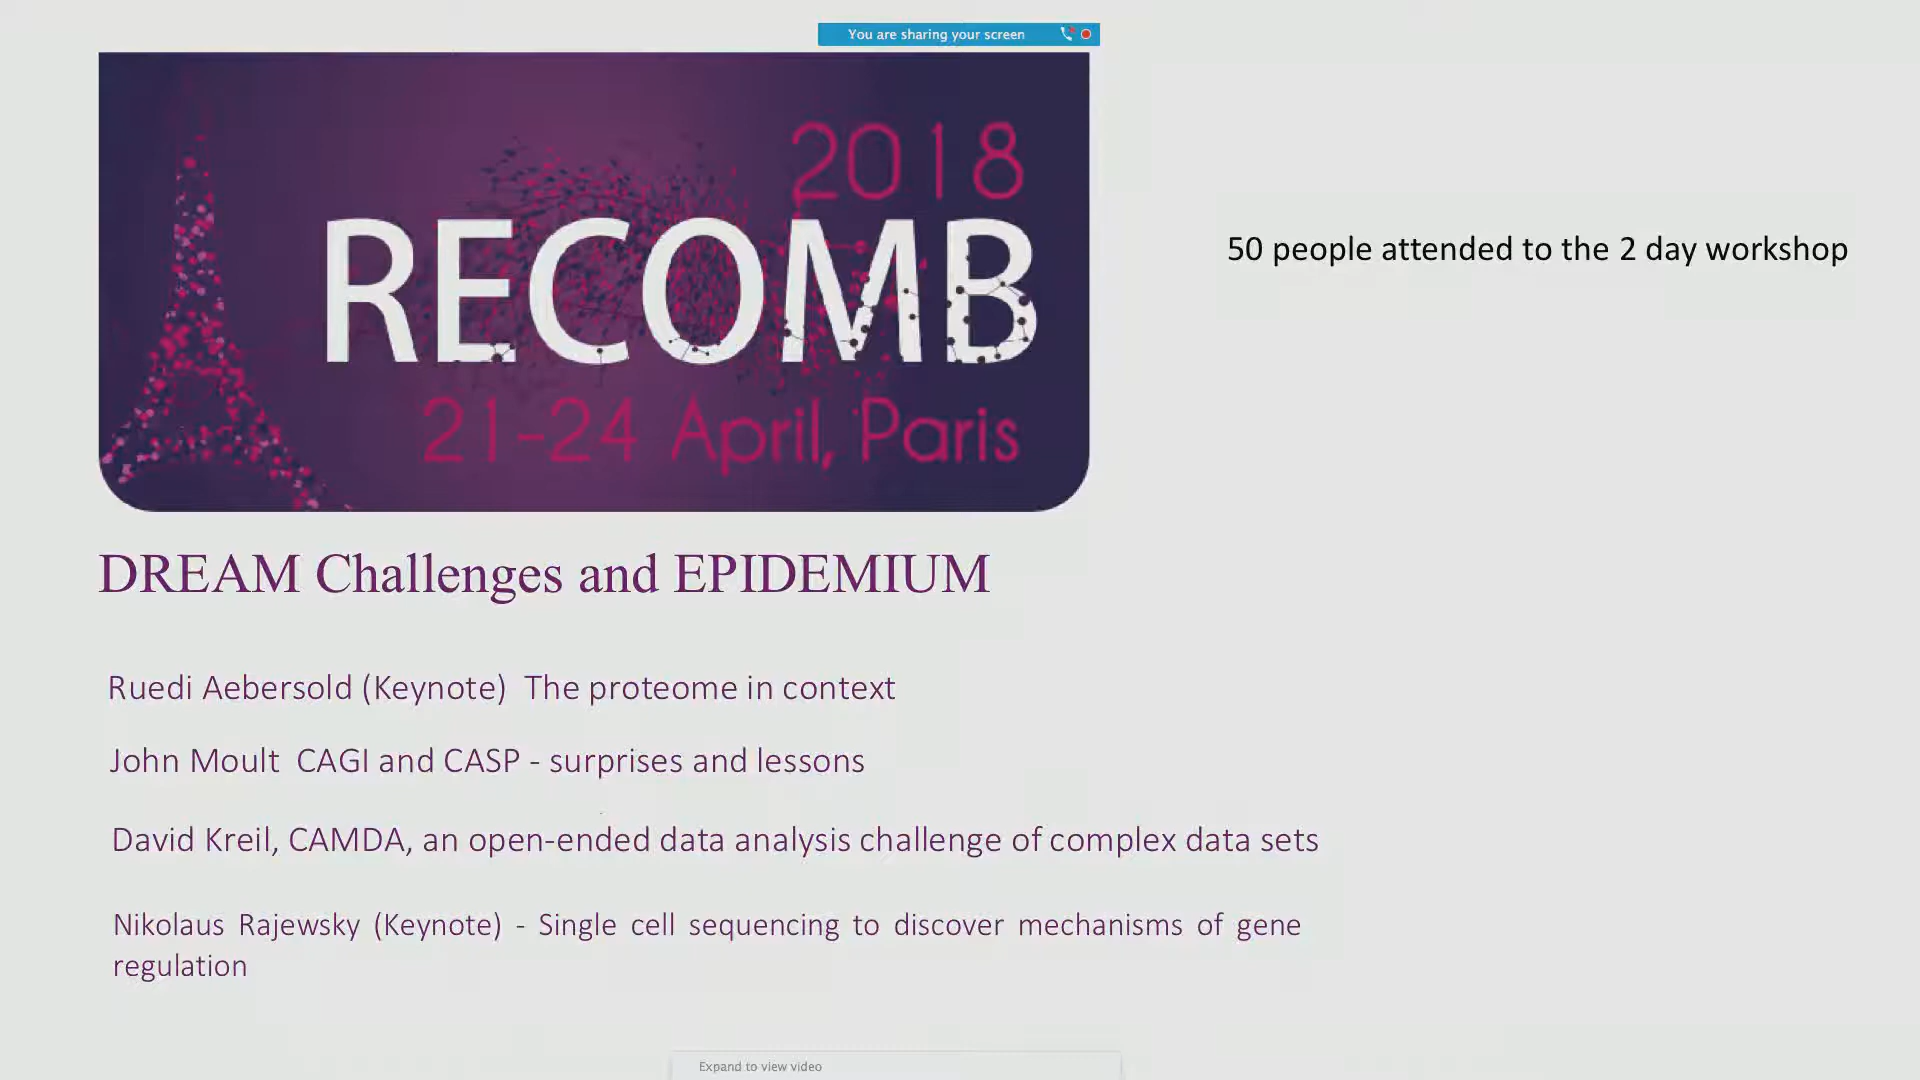 You are sharing your screen
2018
RECOMB
21-24 April, Paris
50 people attended to the 2 day workshop
DREAM Challenges and EPIDEMIUM
Ruedi Aebersold (Keynote) The proteome in context
John Moult CAGI and CASP - surprises and lessons
David Kreil, CAMDA, an open-ended data analysis challenge of complex data sets
Nikolaus Rajewsky (Keynote) - Single cell sequencing to discover mechanisms of gene
regulation
Expand to view video